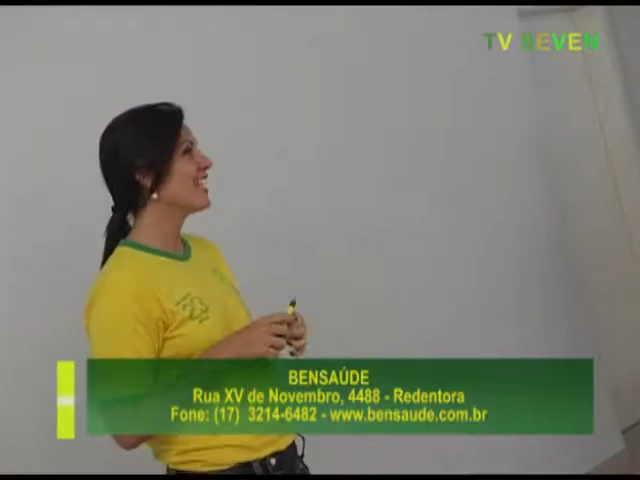 TV SEVEN
BENSAÚDE
Rua XV de Novembro, 4488 - Redentora
Fone: (17) 3214-6482 - www.bensaude.com.br